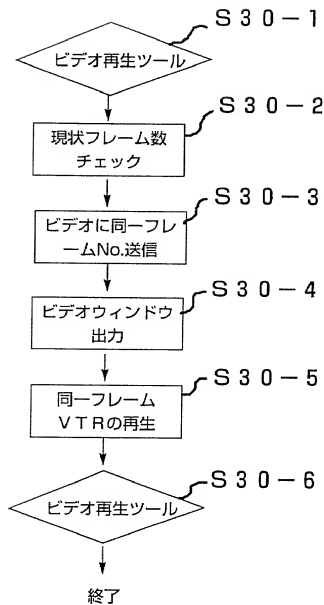 S30-1
ビデオ再生ツール
S30-2
現状フレーム数
チェック
S30-3
ビデオに同一フレ
ームNo.送信
S30-4
ビデオウィンドウ
出力
S30-5
同一フレーム
VTRの再生
S30-6
ビデオ再生ツール
終了